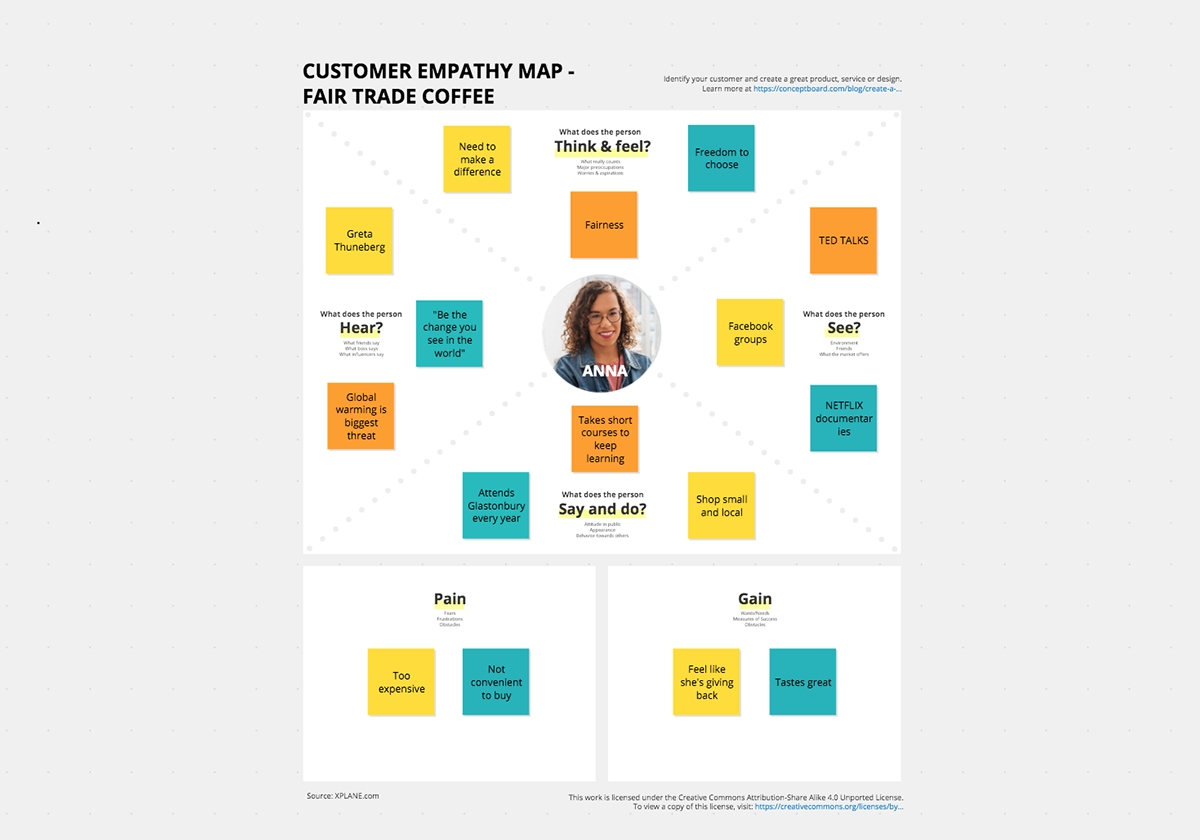 CUSTOMER EMPATHY MAP -
FAIR TRADE COFFEE
Identify your customer and create a great product, service or design.
Learn more at https://conceptboard.com/blog/create-a-...
Need to
make a
difference
What does the person
Think & feel?
What really counts
Major preoccupations
Worries & aspirations
Freedom to
choose
Fairness
Greta
Thuneberg
TED TALKS
What does the person
Hear?
What friends say
What boss says
What influencers say
"Be the
change you
see in the
world"
ANNA
Facebook
groups
What does the person
See?
Environment
Friends
What the market offers
Global
warming is
biggest
threat
Takes short
courses to
keep
learning
NETFLIX
documentar
ies
Attends
Glastonbury
every year
What does the person
Say and do?
Attitude in public
Appearance
Behavior towards others
Shop small
and local
Pain
Fears
Frustrations
Obstacles
Too
expensive
Not
convenient
to buy
Gain
Wants/Needs
Measures of Success
Obstacles
Feel like
she's giving
back
Tastes great
Source: XPLANE.com
This work is licensed under the Creative Commons Attribution-Share Alike 4.0 Unported License.
To view a copy of this license, visit: https://creativecommons.org/licenses/by...